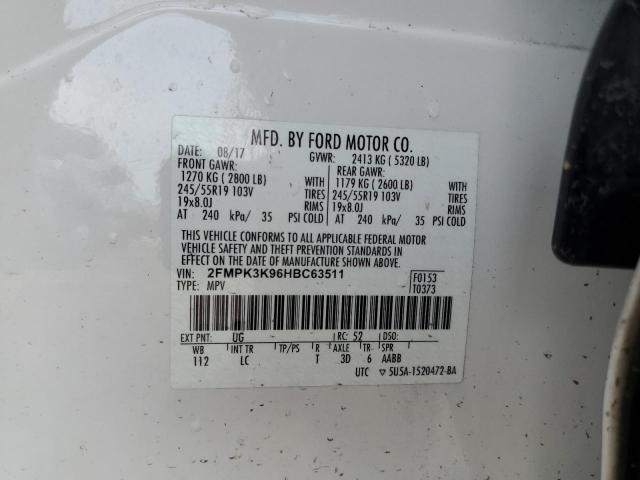 MFD. BY FORD MOTOR CO.
DATE: 08/17 GVWR: 2413 KG ( 5320 LB)
FRONT GAWR: REAR GAWR:
1270 KG ( 2800 LB) WITH 1179 KG ( 2600 LB) WITH
245/55R19 103V TIRES 245/55R19 103V TIRES
19x8.0J RIMS 19x8.0J RIMS
AT 240 kPa/ 35 PSI COLD AT 240 kPa/ 35 PSI COLD
THIS VEHICLE CONFORMS TO ALL APPLICABLE FEDERAL MOTOR
VEHICLE SAFETY AND THEFT PREVENTION STANDARDS IN
EFFECT ON THE DATE OF MANUFACTURE SHOWN ABOVE.
VIN: 2FMPK3K96HBC63511 F0153
TYPE: MPV T0373
EXT PNT: UG RC: 52 DSO:
WB INT TR TP/PS R AXLE TR SPR
112 LC T 3D 6 AABB
UTC ▽ 5U5A-1520472-BA